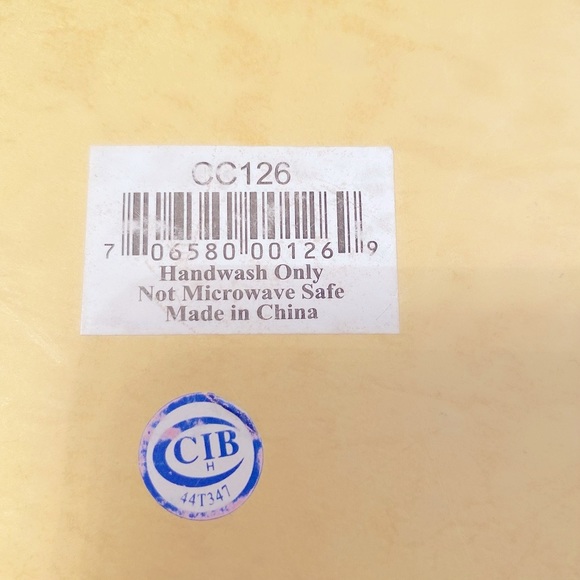 CC126
7 06580 00126 9
Handwash Only
Not Microwave Safe
Made in China
CIB
H
44T347